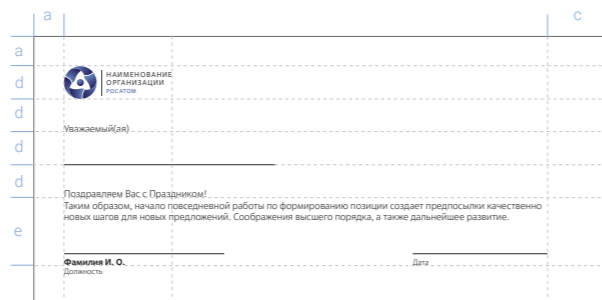 a
c
a
НАИМЕНОВАНИЕ
ОРГАНИЗАЦИИ
РОСАТОМ
d
d
Уважаемый(ая)
d
d
Поздравляем Вас с Праздником!
Таким образом, начало повседневной работы по формированию позиции создает предпосылки качественно
новых шагов для новых предложений. Соображения высшего порядка, а также дальнейшее развитие.
e
Фамилия И. О.
Дата
Должность